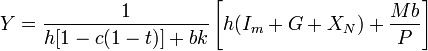 Y = \frac{1}{h[1 - c(1 - t)] + bk} \left[ h(I_m + G + X_N) + \frac{Mb}{P} \right]